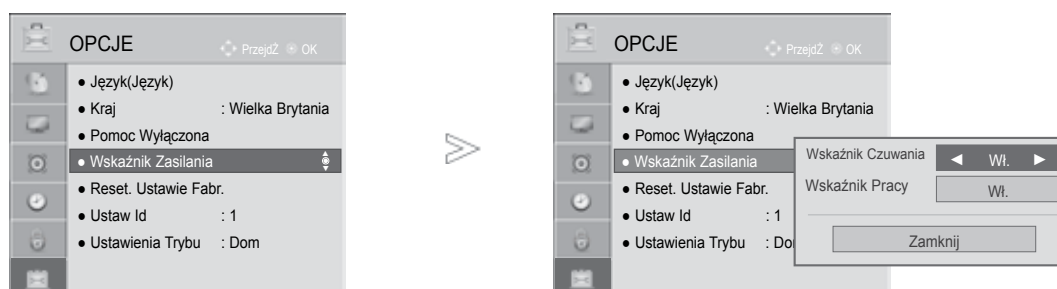 OPCJE PrzejdŹ OK
● Język(Język)
● Kraj : Wielka Brytania
● Pomoc Wyłączona
● Wskaźnik Zasilania
● Reset. Ustawie Fabr.
● Ustaw Id : 1
● Ustawienia Trybu : Dom
OPCJE PrzejdŹ OK
● Język(Język)
● Kraj : Wielka Brytania
● Pomoc Wyłączona
● Wskaźnik Zasilania
● Reset. Ustawie Fabr.
● Ustaw Id : 1
● Ustawienia Trybu : Do
Wskaźnik Czuwania ◄ Wł. ►
Wskaźnik Pracy Wł.
Zamknij